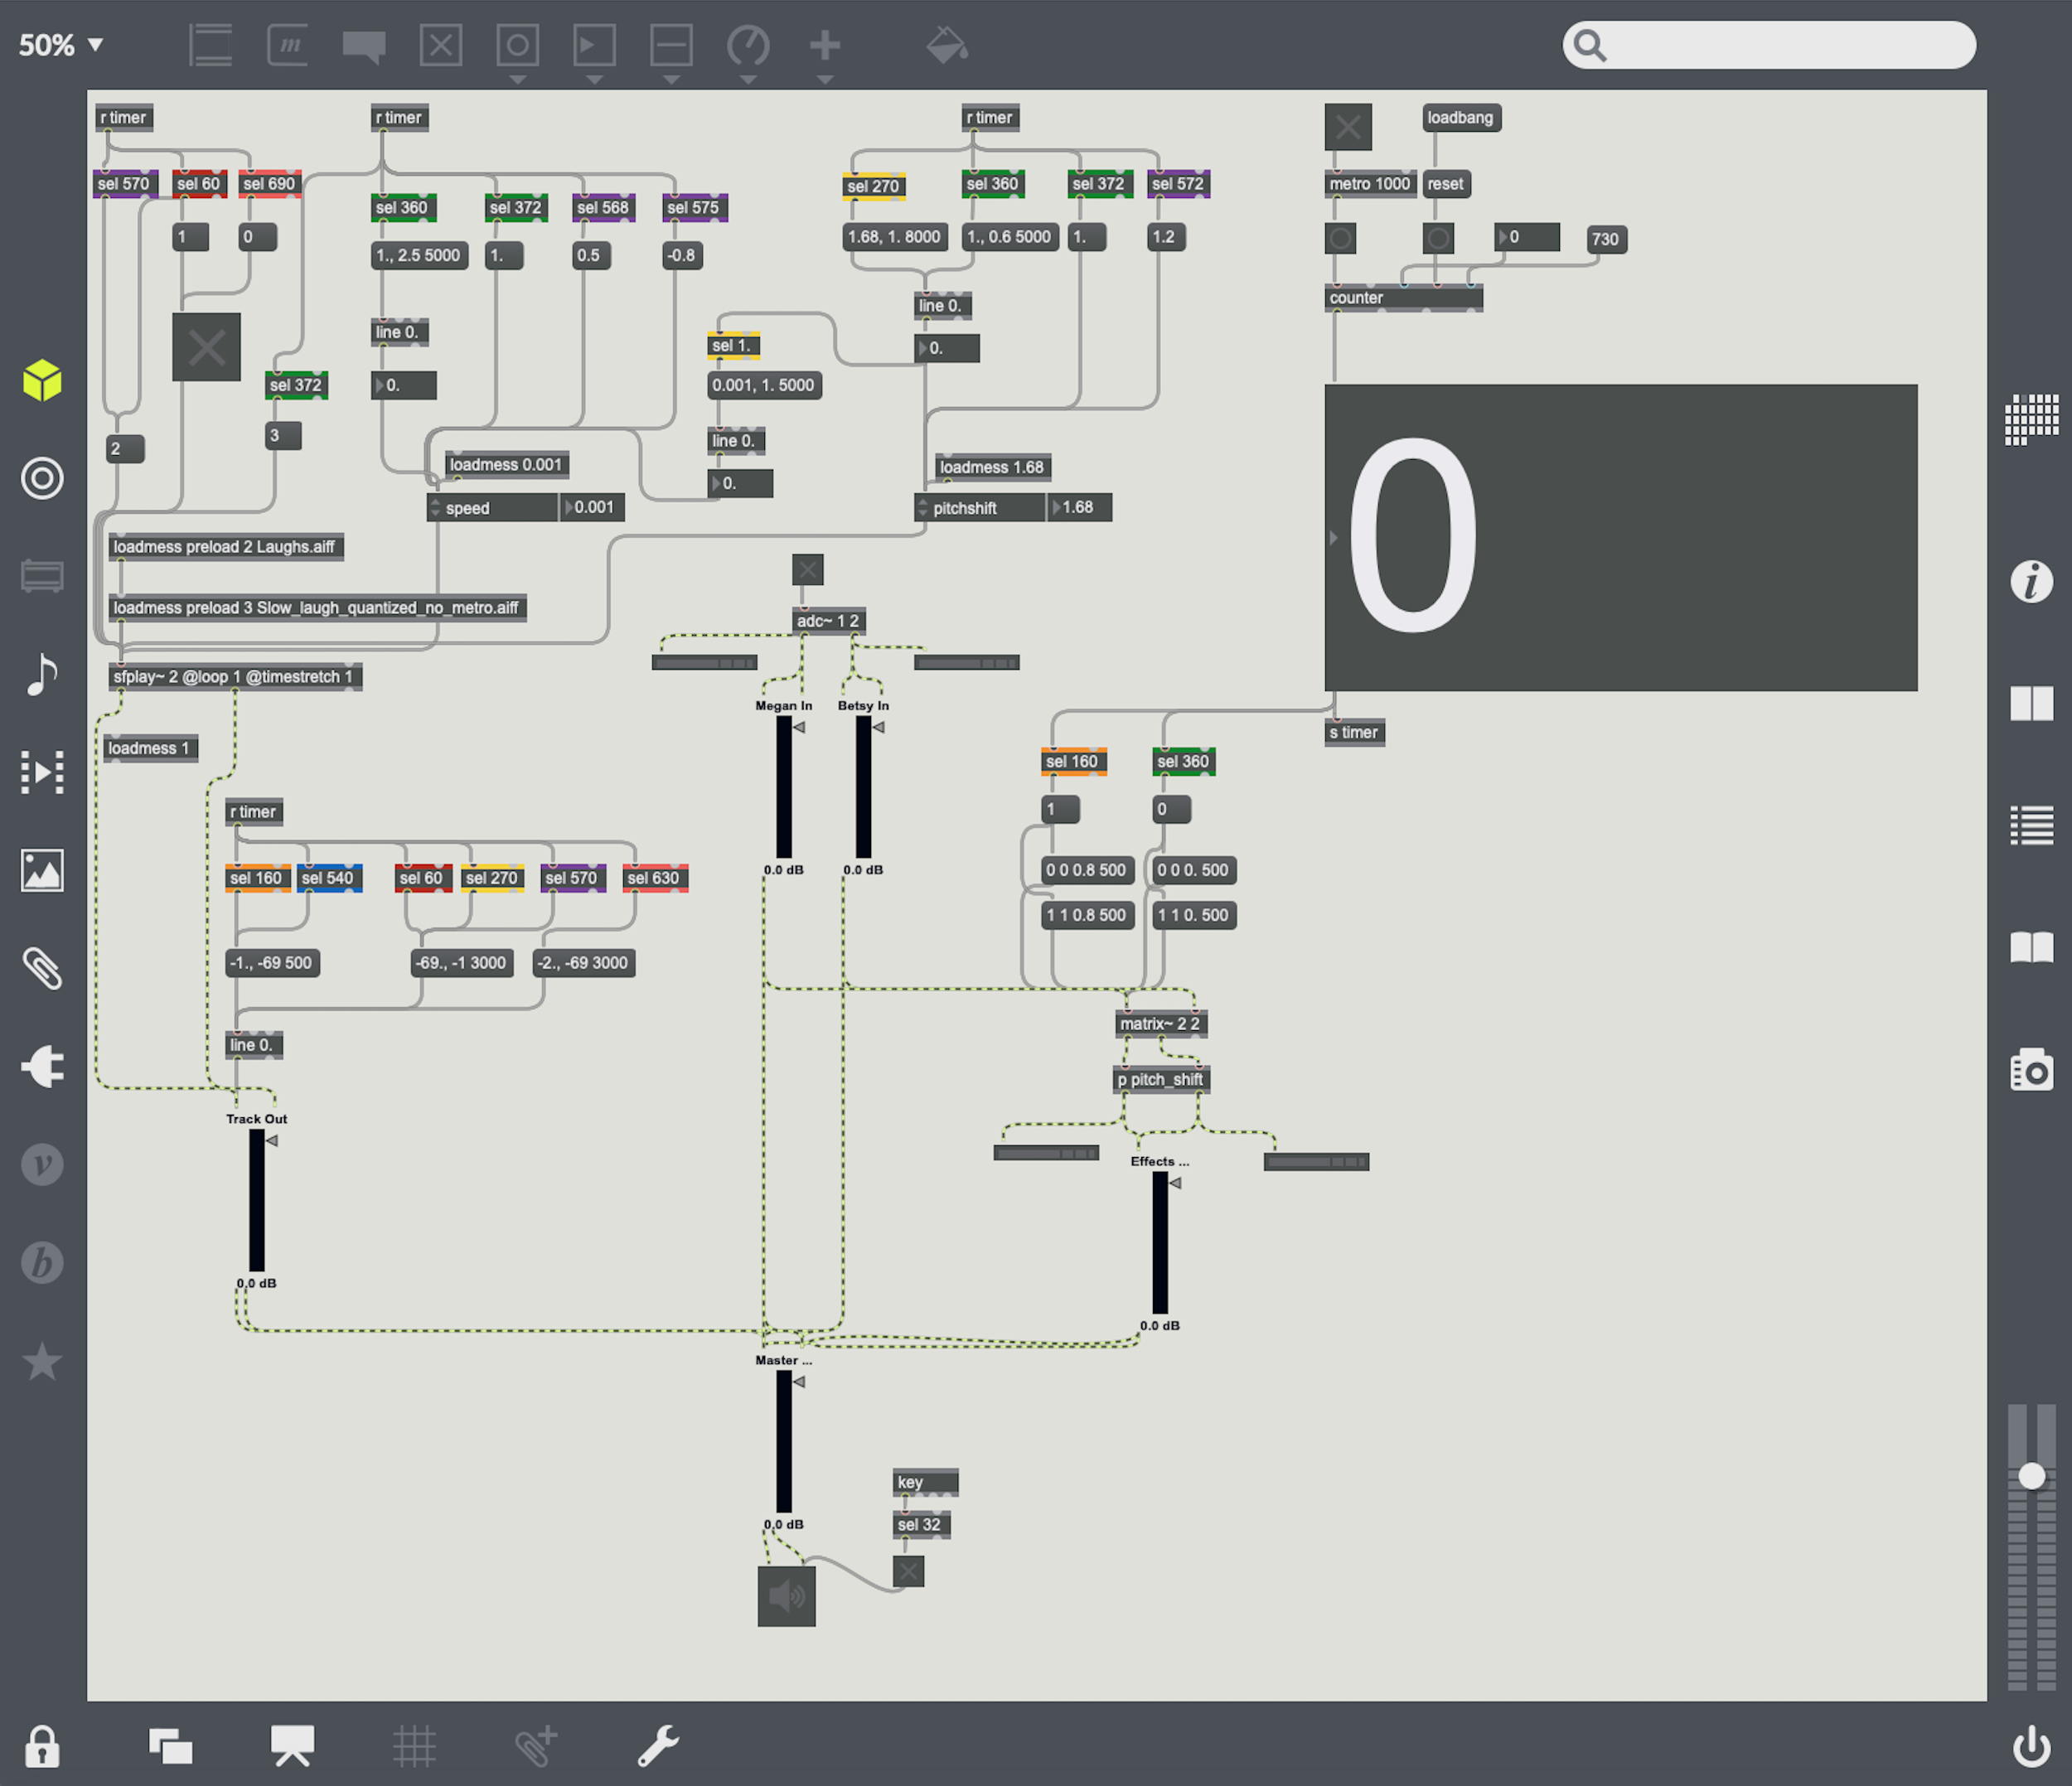 50%
m
r timer
r timer
r timer
loadbang
sel 570
sel 60
sel 690
sel 270
sel 360
sel 372
sel 572
metro 1000
reset
sel 360
sel 372
sel 568
sel 575
1
0
1.68, 1. 8000
1., 0.6 5000
1.
1.2
0
730
1., 2.5 5000
1.
0.5
-0.8
line 0.
counter
line 0.
sel 1.
0.
sel 372
0.
0.001, 1. 5000
3
2
line 0.
loadmess 0.001
loadmess 1.68
0.
speed
0.001
pitchshift
1.68
0
loadmess preload 2 Laughs.aiff
loadmess preload 3 Slow_laugh_quantized_no_metro.aiff
adc~ 1 2
sfplay~ 2 @loop 1 @timestretch 1
Megan In
Betsy In
s timer
loadmess 1
sel 160
sel 360
r timer
1
0
sel 160
sel 540
sel 60
sel 270
sel 570
sel 630
0.0 dB
0.0 dB
0 0 0.8 500
0 0 0. 500
1 1 0.8 500
1 1 0. 500
-1., -69 500
-69., -1 3000
-2., -69 3000
matrix~ 2 2
line 0.
p pitch_shift
Track Out
Effects ...
0.0 dB
0.0 dB
Master ...
key
sel 32
0.0 dB
i
v
b